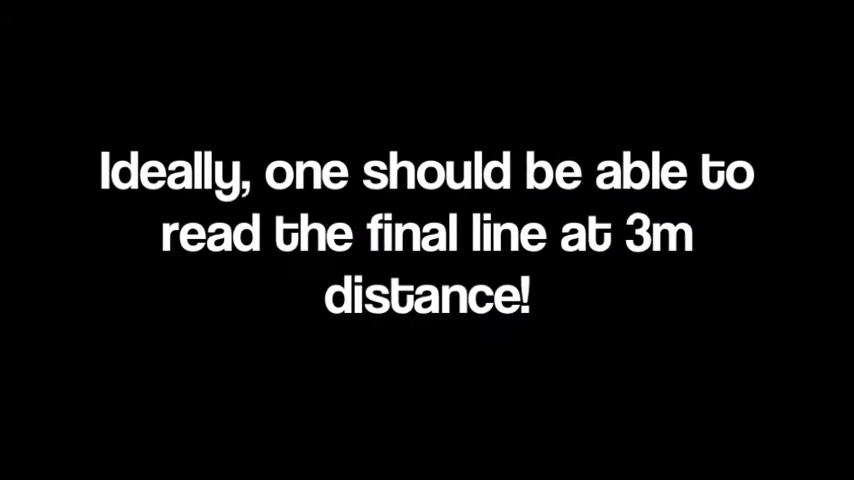 Ideally, one should be able to
read the final line at 3m
distance!